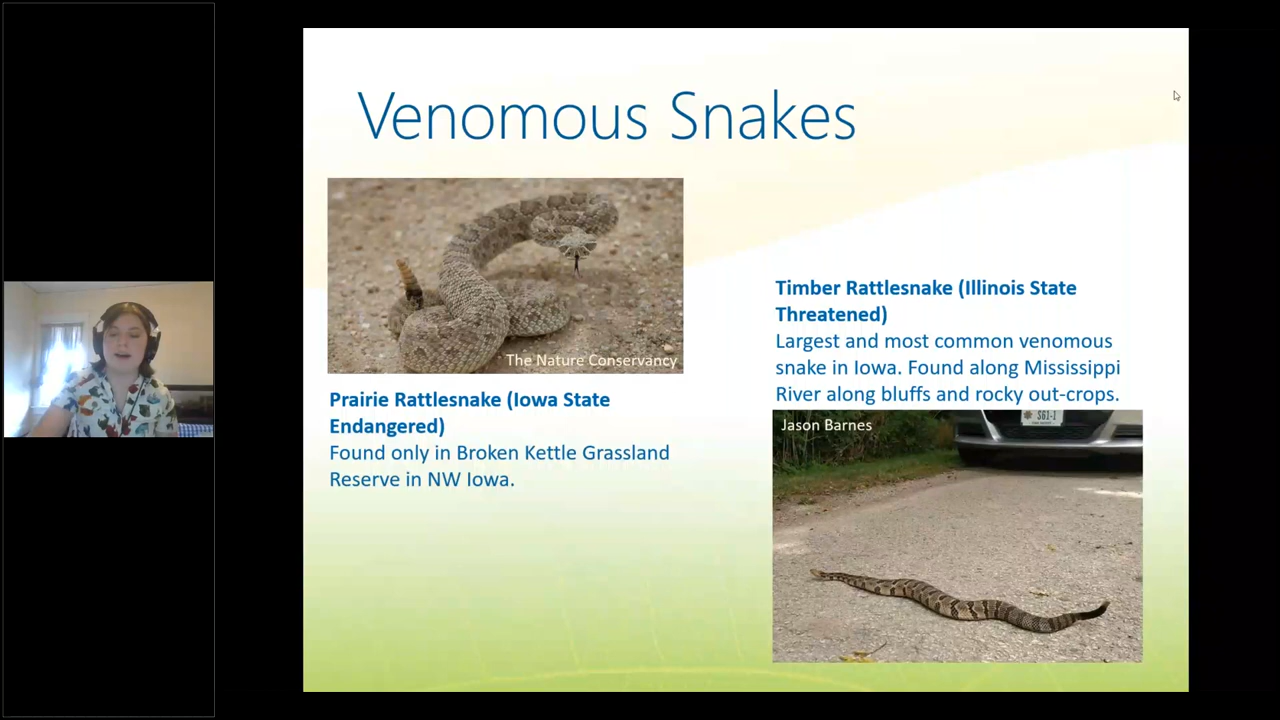 Venomous Snakes
The Nature Conservancy
Prairie Rattlesnake (Iowa State
Endangered)
Found only in Broken Kettle Grassland
Reserve in NW Iowa.
Timber Rattlesnake (Illinois State
Threatened)
Largest and most common venomous
snake in Iowa. Found along Mississippi
River along bluffs and rocky out-crops.
Jason Barnes